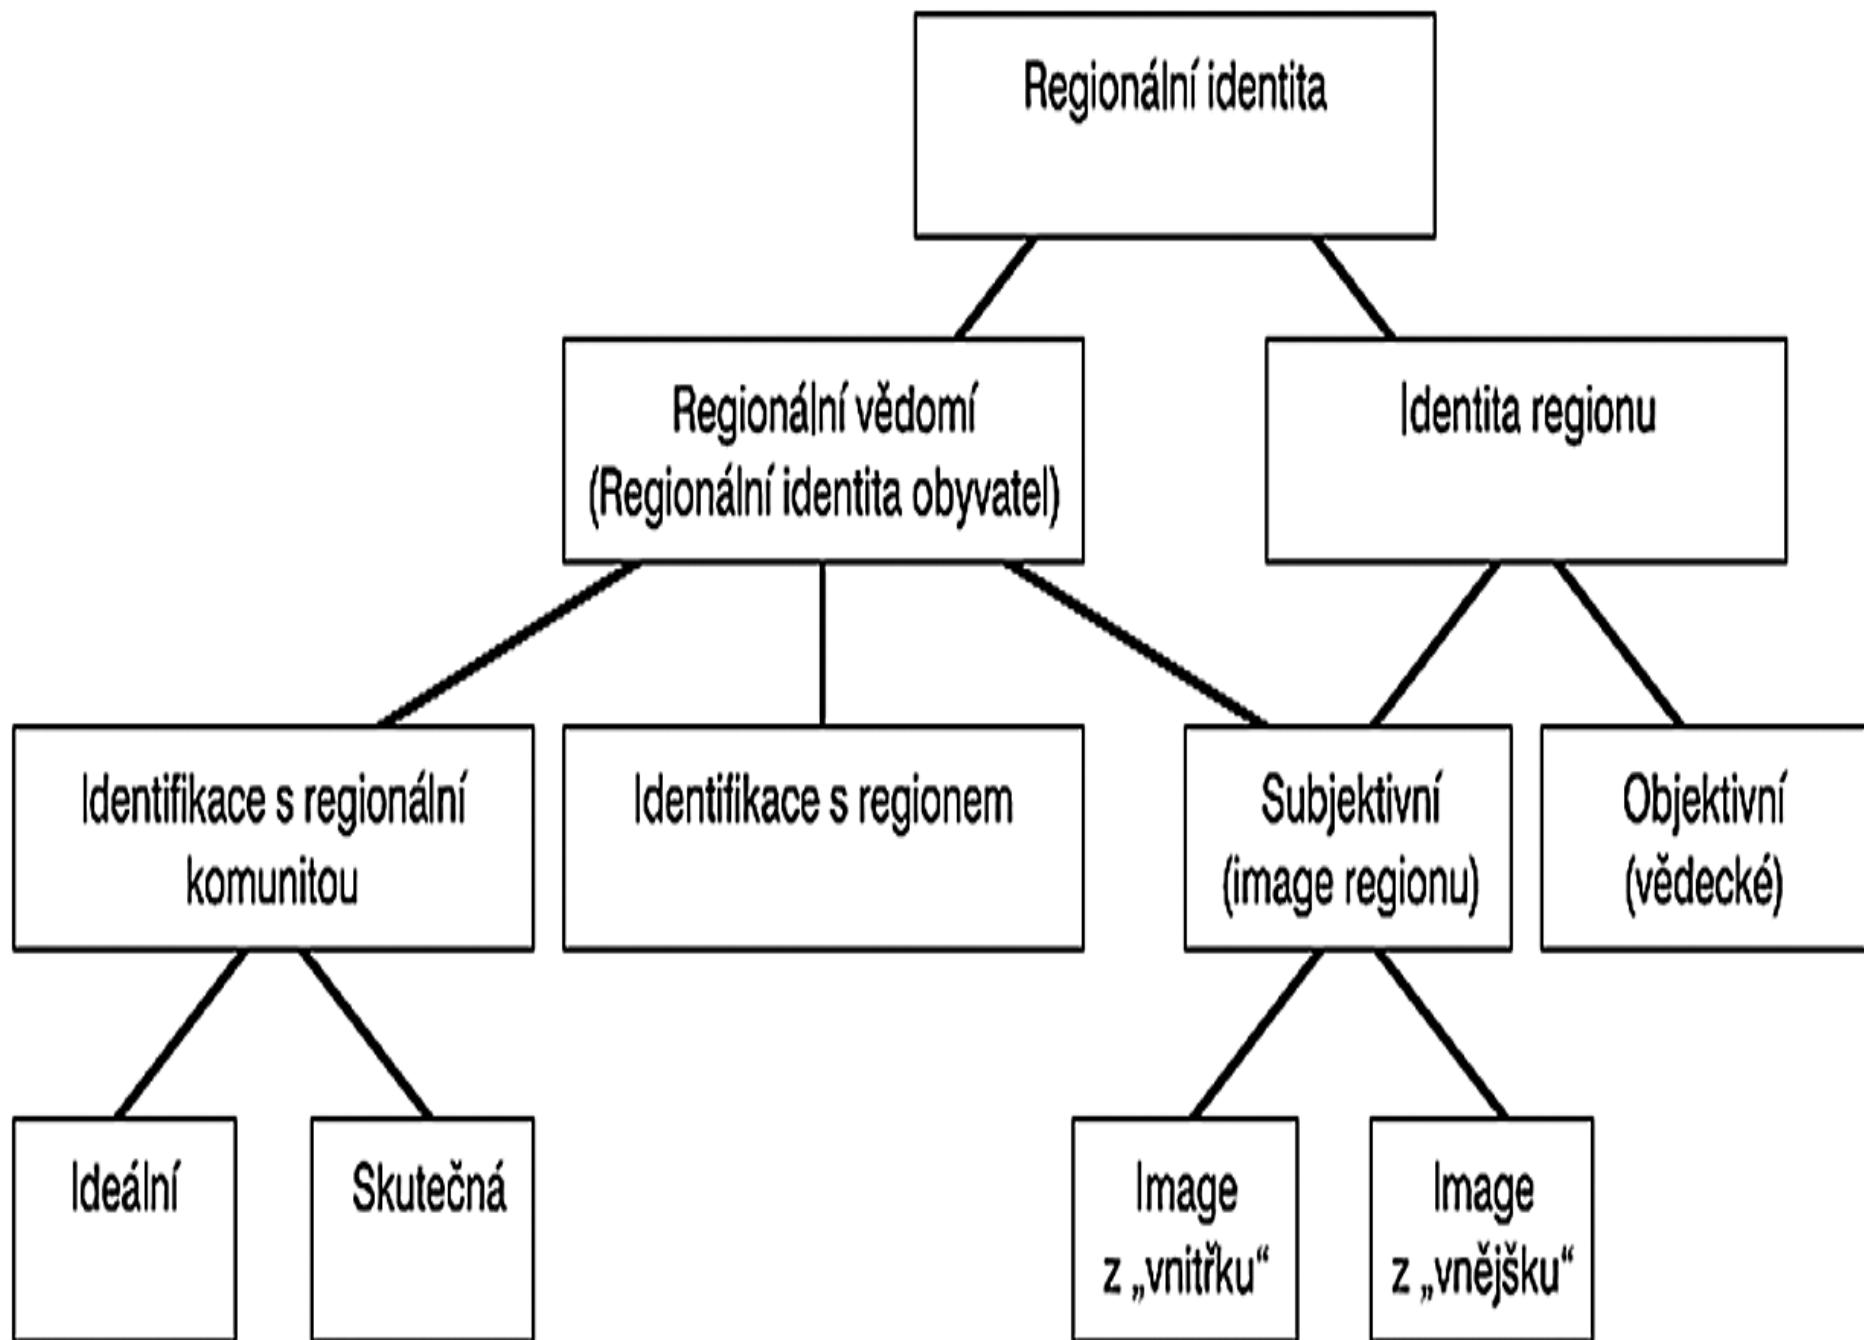 Regionální identita
Regionální vědomí
(Regionální identita obyvatel)
Identita regionu
Identifikace s regionální
komunitou
Identifikace s regionem
Subjektivní
(image regionu)
Objektivní
(vědecké)
Ideální
Skutečná
Image
z „vnitřku“
Image
z „vnějšku“